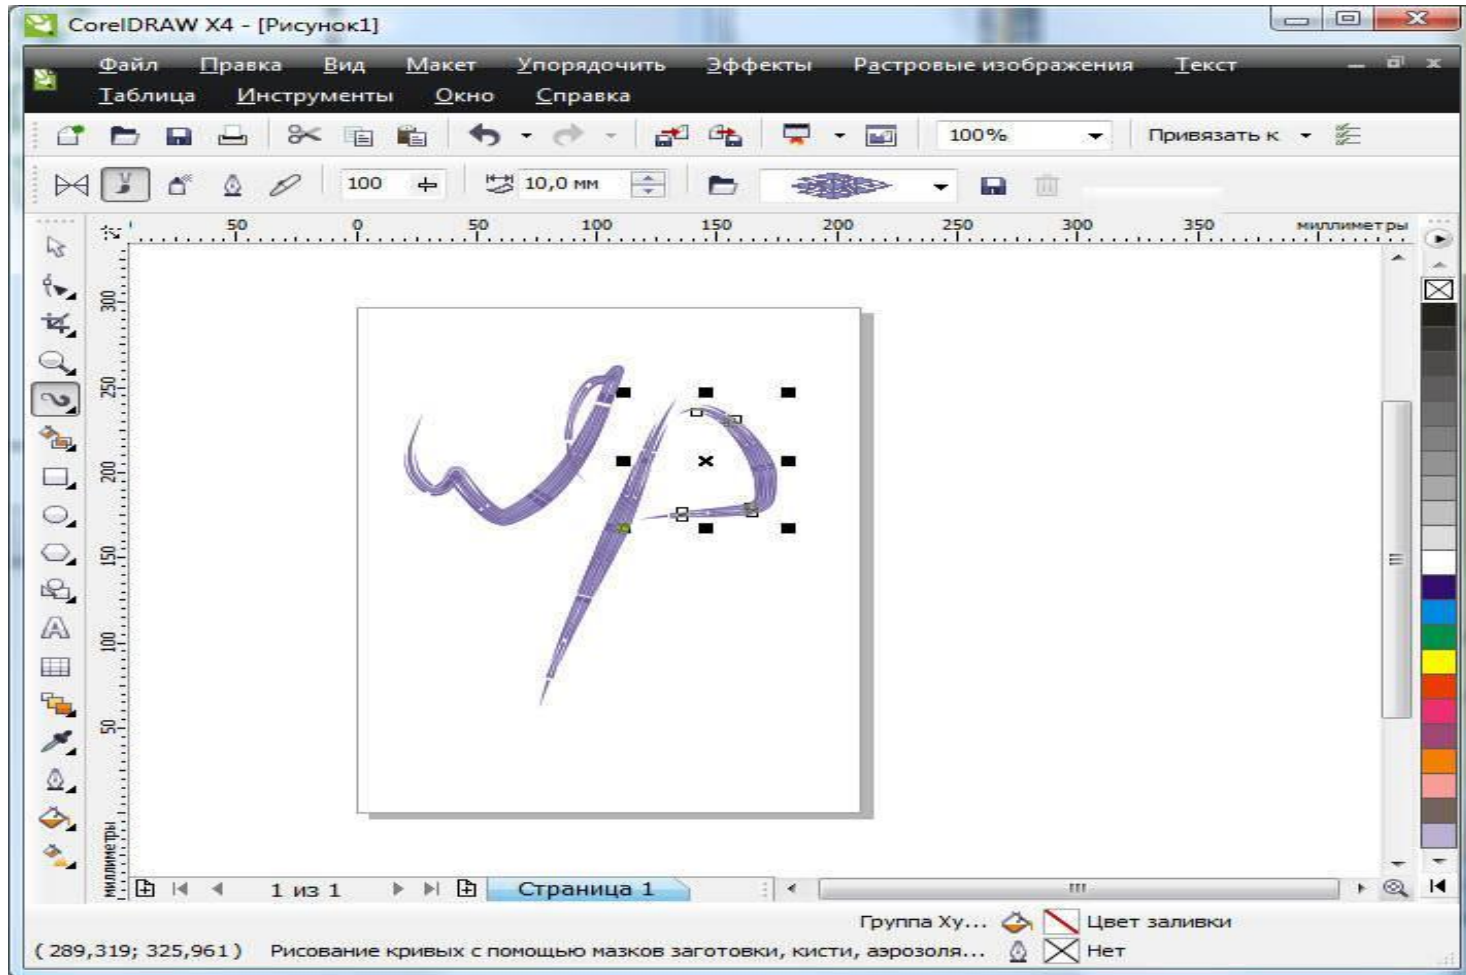 CorelDRAW X4 - [Рисунок1]
Файл Правка Вид Макет Упорядочить Эффекты Растровые изображения Текст
Таблица Инструменты Окно Справка
100% Привязать к
100 10,0 мм
50 0 50 100 150 200 250 300 350 миллиметры
300
250
200
150
100
50
миллиметры
1 из 1 Страница 1
Группа Ху... Цвет заливки
( 289,319; 325,961 ) Рисование кривых с помощью мазков заготовки, кисти, аэрозоля... Нет